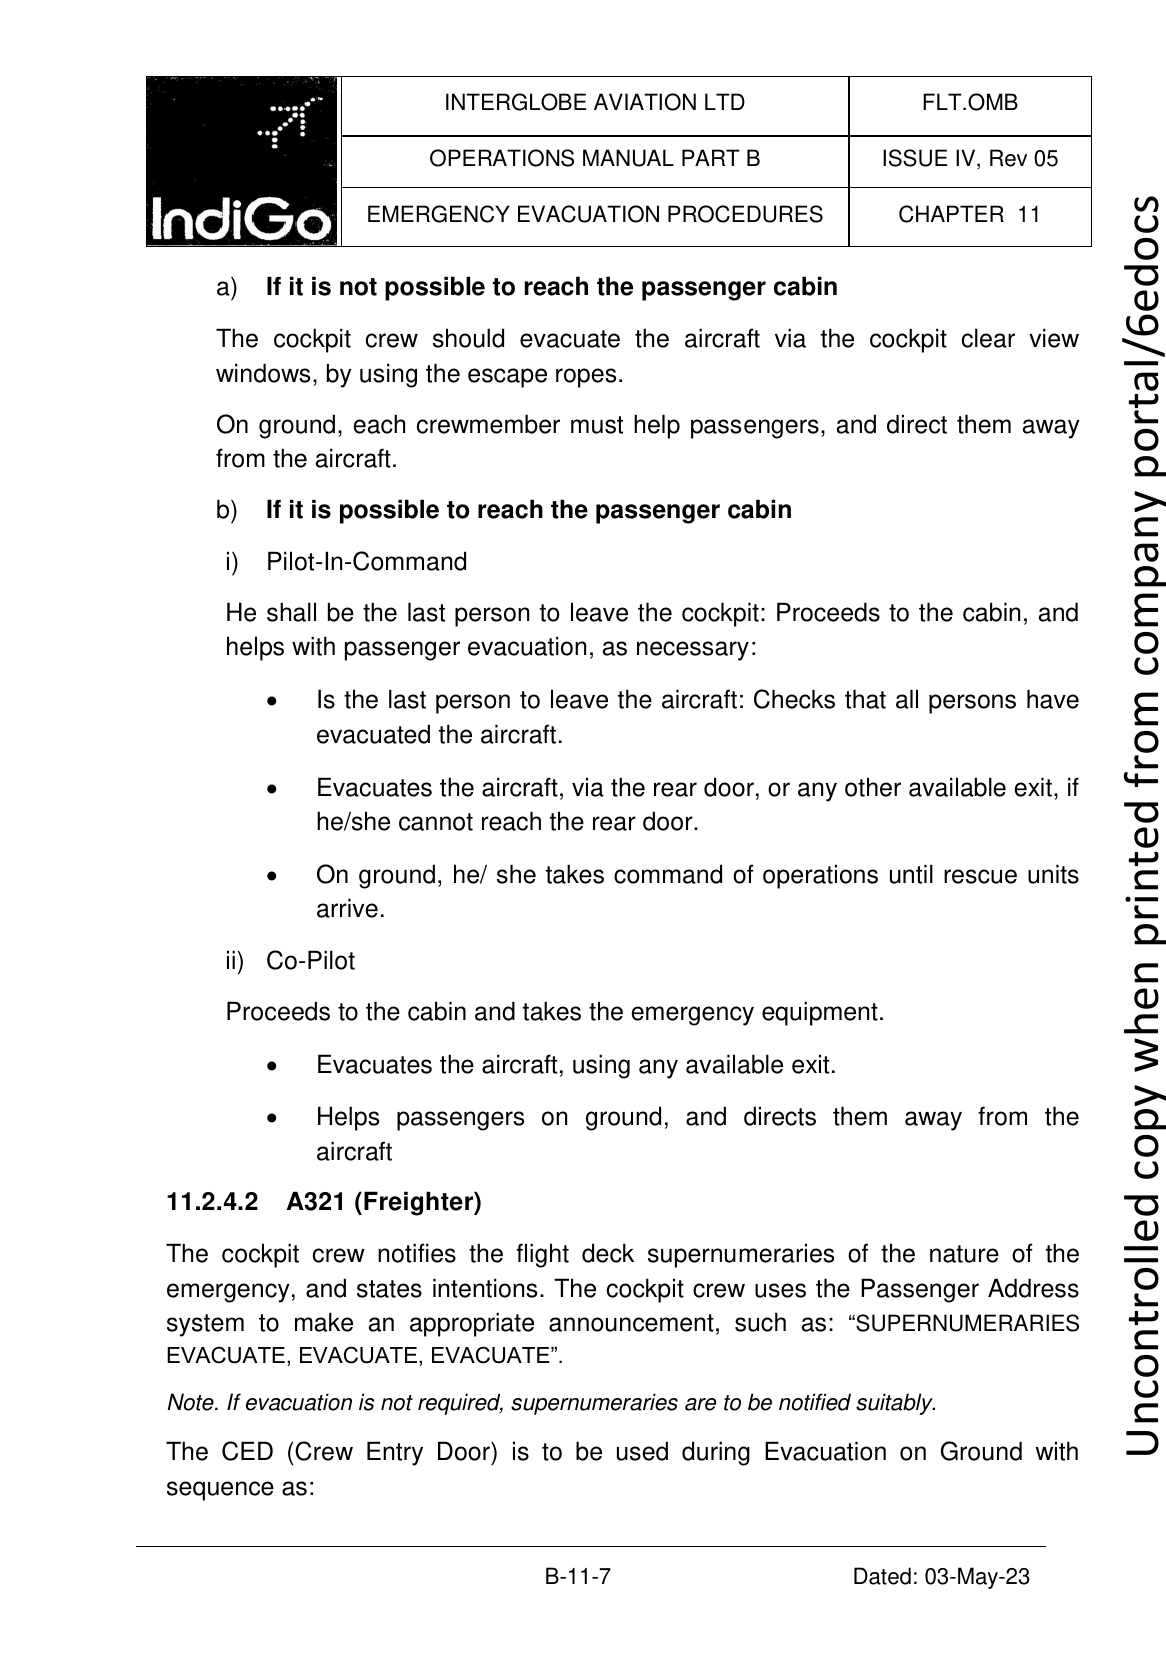 IndiGo
INTERGLOBE AVIATION LTD
FLT.OMB
OPERATIONS MANUAL PART B
ISSUE IV, Rev 05
EMERGENCY EVACUATION PROCEDURES
CHAPTER 11
a) If it is not possible to reach the passenger cabin
The cockpit crew should evacuate the aircraft via the cockpit clear view
windows, by using the escape ropes.
On ground, each crewmember must help passengers, and direct them away
from the aircraft.
b) If it is possible to reach the passenger cabin
i) Pilot-In-Command
He shall be the last person to leave the cockpit: Proceeds to the cabin, and
helps with passenger evacuation, as necessary:
• Is the last person to leave the aircraft: Checks that all persons have
evacuated the aircraft.
• Evacuates the aircraft, via the rear door, or any other available exit, if
he/she cannot reach the rear door.
• On ground, he/ she takes command of operations until rescue units
arrive.
ii) Co-Pilot
Proceeds to the cabin and takes the emergency equipment.
• Evacuates the aircraft, using any available exit.
• Helps passengers on ground, and directs them away from the
aircraft
11.2.4.2 A321 (Freighter)
The cockpit crew notifies the flight deck supernumeraries of the nature of the
emergency, and states intentions. The cockpit crew uses the Passenger Address
system to make an appropriate announcement, such as: “SUPERNUMERARIES
EVACUATE, EVACUATE, EVACUATE”.
Note. If evacuation is not required, supernumeraries are to be notified suitably.
The CED (Crew Entry Door) is to be used during Evacuation on Ground with
sequence as:
B-11-7
Dated: 03-May-23
Uncontrolled copy when printed from company portal/6edocs